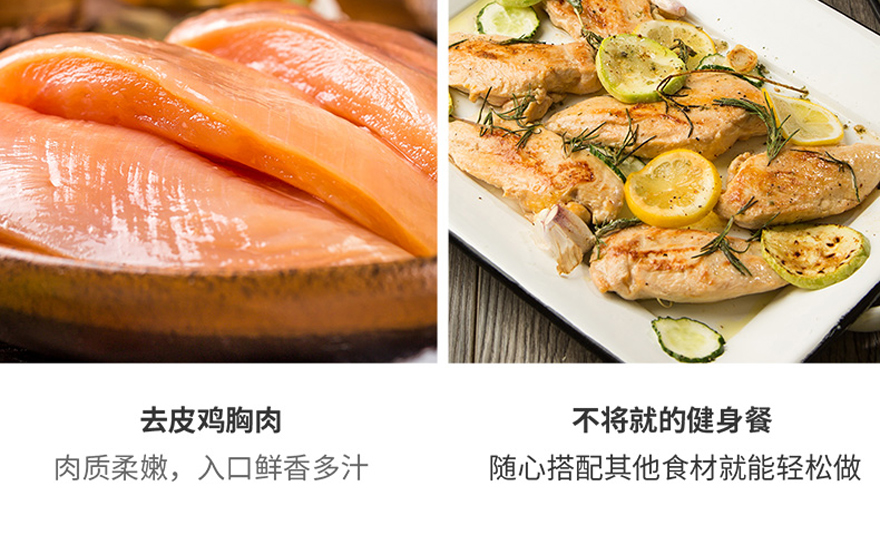 去皮鸡胸肉
肉质柔嫩，入口鲜香多汁
不将就的健身餐
随心搭配其他食材就能轻松做